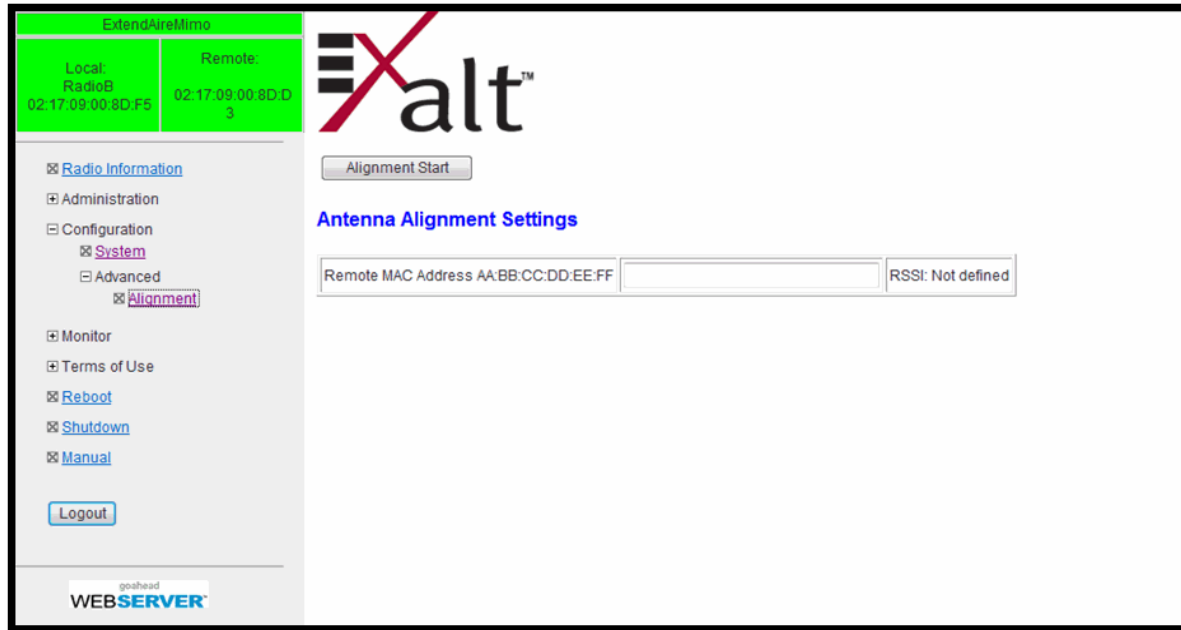 ExtendAireMimo
Local:
RadioB
02:17:09:00:8D:F5
Remote:
02:17:09:00:8D:D
3
Radio Information
Administration
Configuration
System
Advanced
Alignment
Monitor
Terms of Use
Reboot
Shutdown
Manual
Logout
goahead
WEBSERVER™
Exalt™
Alignment Start
Antenna Alignment Settings
Remote MAC Address AA:BB:CC:DD:EE:FF
RSSI: Not defined